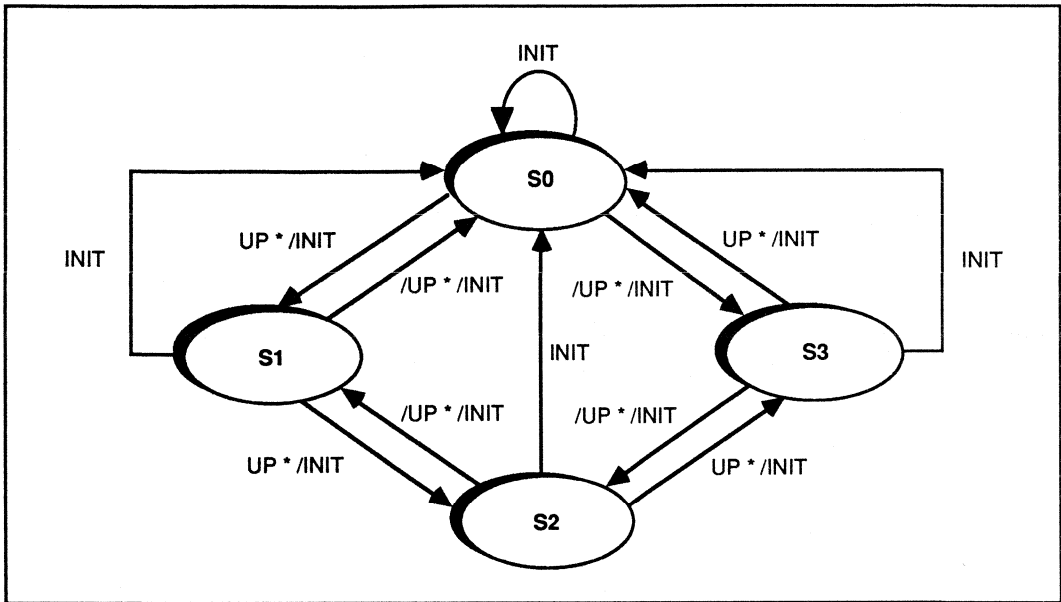 INIT
S0
UP * /INIT
UP * /INIT
INIT
INIT
/UP * /INIT
/UP * /INIT
S1
INIT
S3
/UP * /INIT
/UP * /INIT
UP * /INIT
UP * /INIT
S2